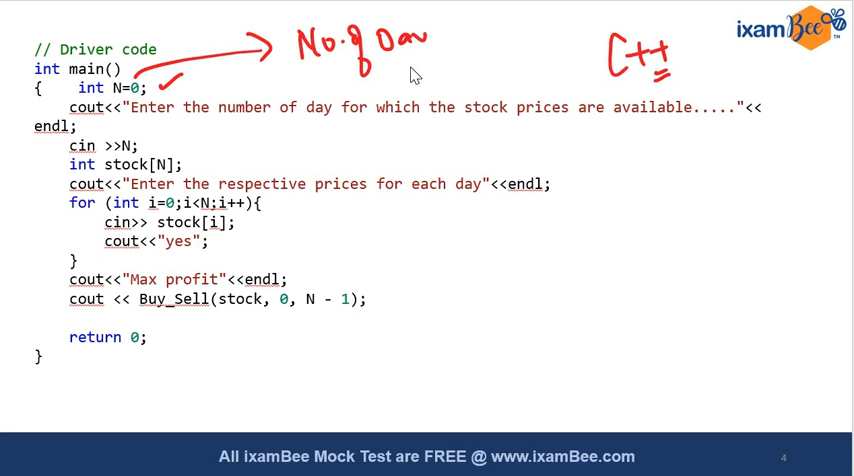 ixamBee
No. of Day
C++
// Driver code
int main()
{    int N=0;
    cout<<"Enter the number of day for which the stock prices are available....."<<
endl;
    cin >>N;
    int stock[N];
    cout<<"Enter the respective prices for each day"<<endl;
    for (int i=0;i<N;i++){
        cin>> stock[i];
        cout<<"yes";
    }
    cout<<"Max profit"<<endl;
    cout << Buy_Sell(stock, 0, N - 1);
    return 0;
}
All ixamBee Mock Test are FREE @ www.ixamBee.com
4